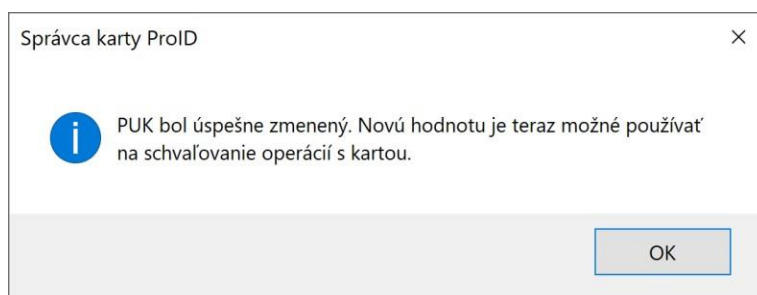 Správca karty ProID
PUK bol úspešne zmenený. Novú hodnotu je teraz možné používať
na schvaľovanie operácií s kartou.
OK